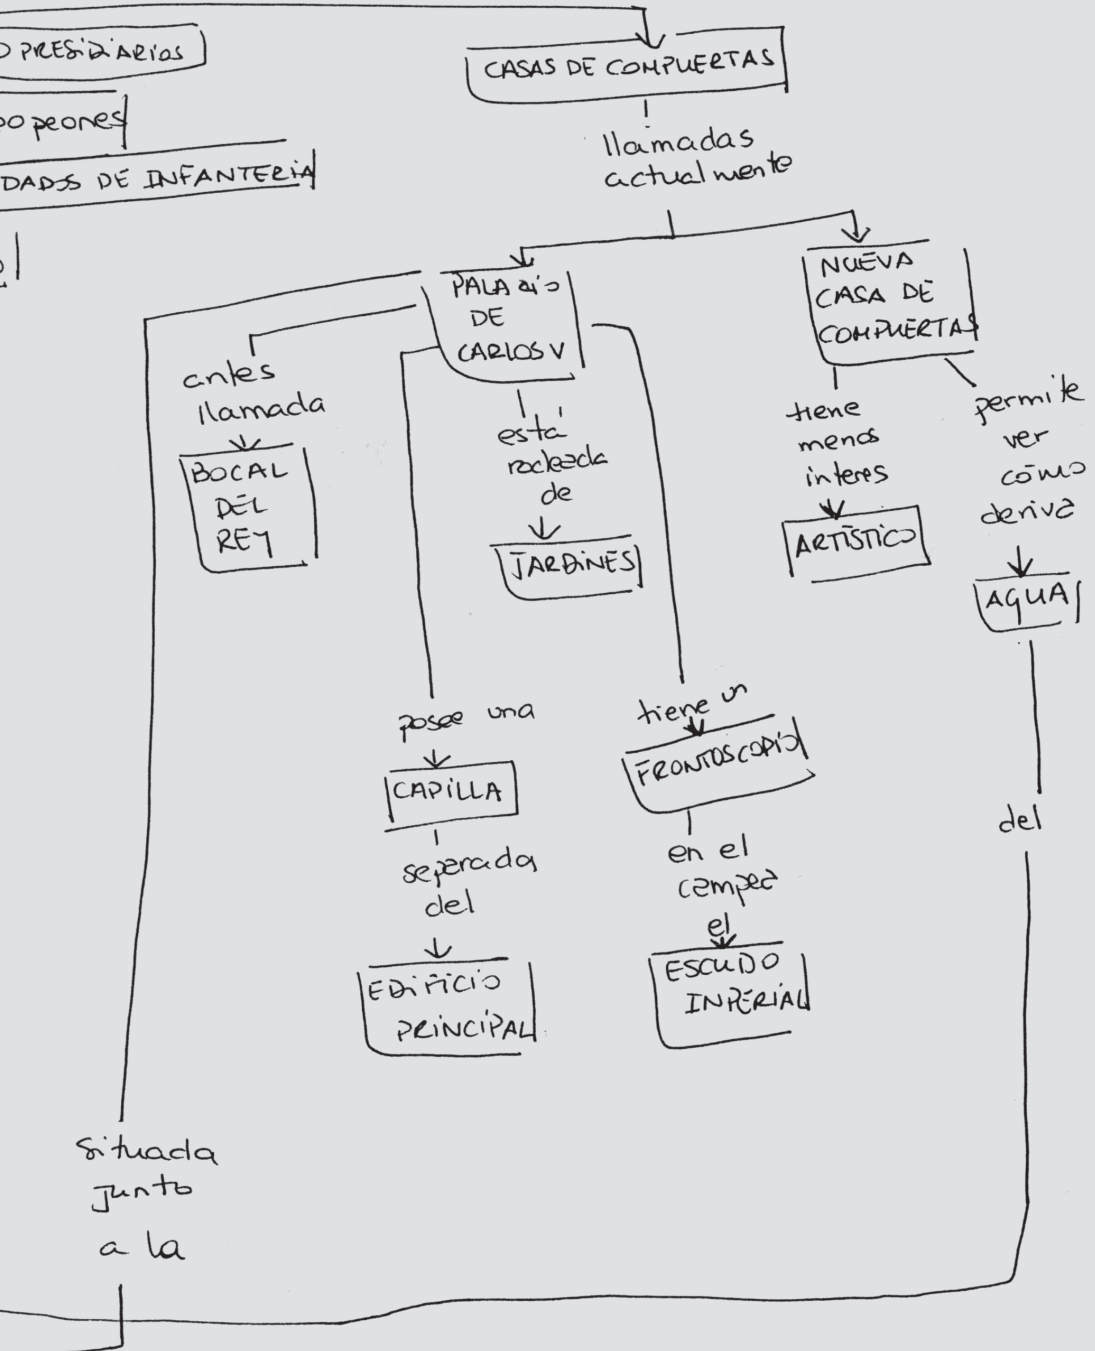 O PRESIDIARIOS
peones
DADOS DE INFANTERIA
CASAS DE COMPUERTAS
llamadas
actualmente
PALACIO
DE
CARLOS V
NUEVA
CASA DE
COMPUERTAS
antes
llamada
BOCAL
DEL
REY
está
rodeada
de
JARDINES
tiene
menos
interes
ARTÍSTICO
permite
ver
cómo
deriva
AGUA
del
posee una
CAPILLA
separada
del
EDIFICIO
PRINCIPAL
tiene un
FRONTOSCOPIO
en el
campea
el
ESCUDO
INPERIAL
Situada
Junto
a la